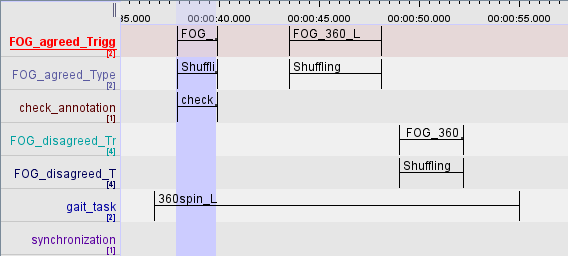 35.000 00:00:40.000 00:00:45.000 00:00:50.000 00:00:55.000
FOG_agreed_Trigg FOG_ FOG_360_L
[2]
FOG_agreed_Type Shuffli Shuffling
[2]
check_annotation check_
[1]
FOG_disagreed_Tr FOG_360
[4]
FOG_disagreed_T Shuffling
[4]
gait_task 360spin_L
[2]
synchronization
[1]